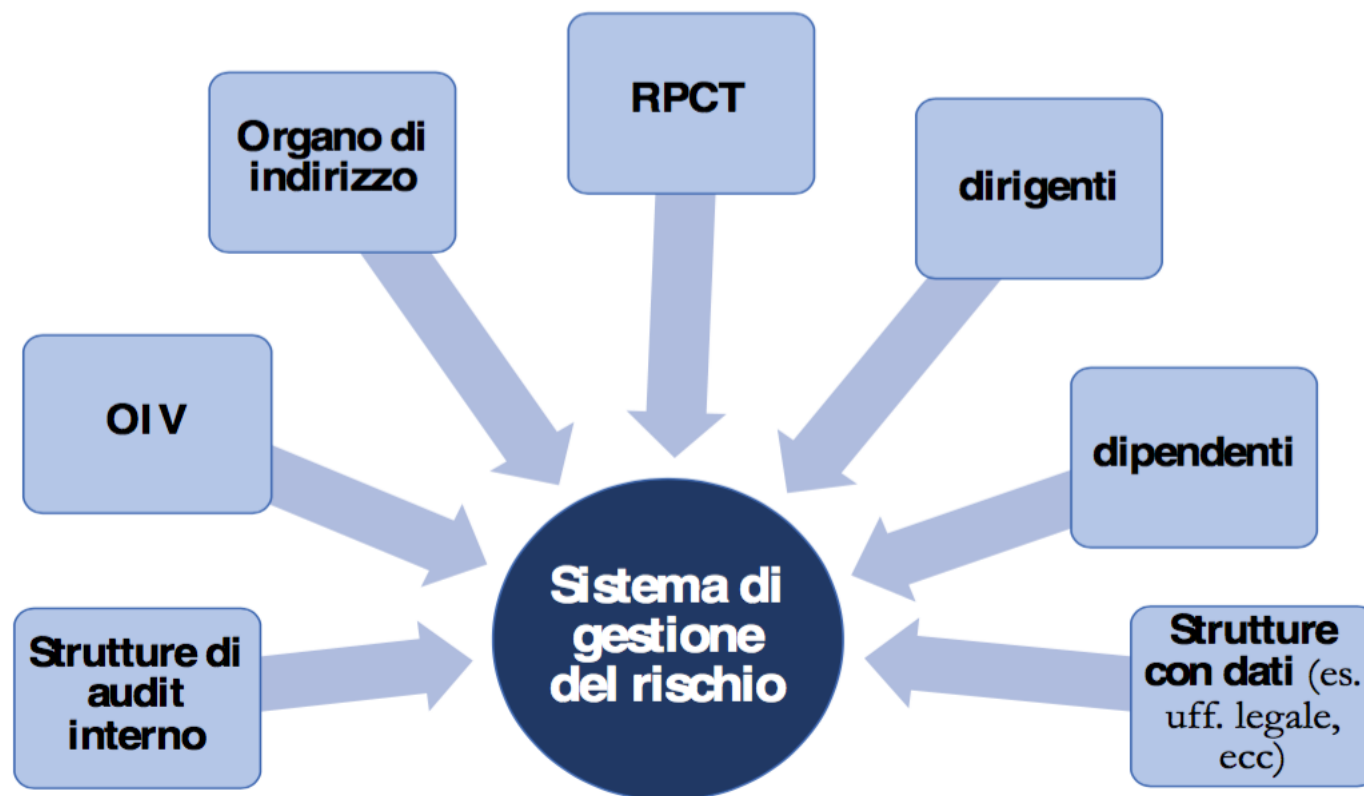 RPCT
Organo di
indirizzo
dirigenti
OIV
dipendenti
Sistema di
gestione
del rischio
Strutture di
audit
interno
Strutture
con dati (es.
uff. legale,
ecc)